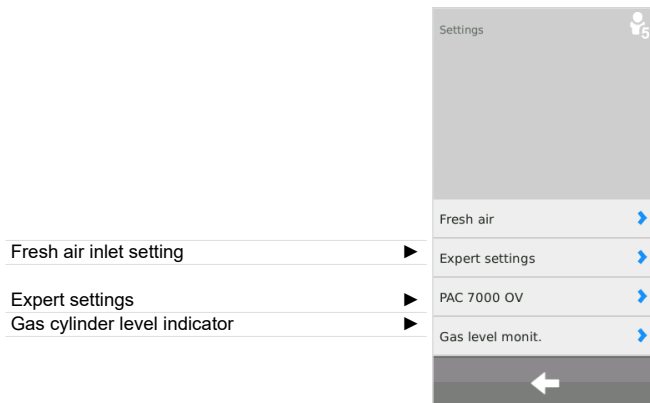 Settings
5
Fresh air
Fresh air inlet setting ►
Expert settings
Expert settings ►
PAC 7000 OV
Gas cylinder level indicator ►
Gas level monit.